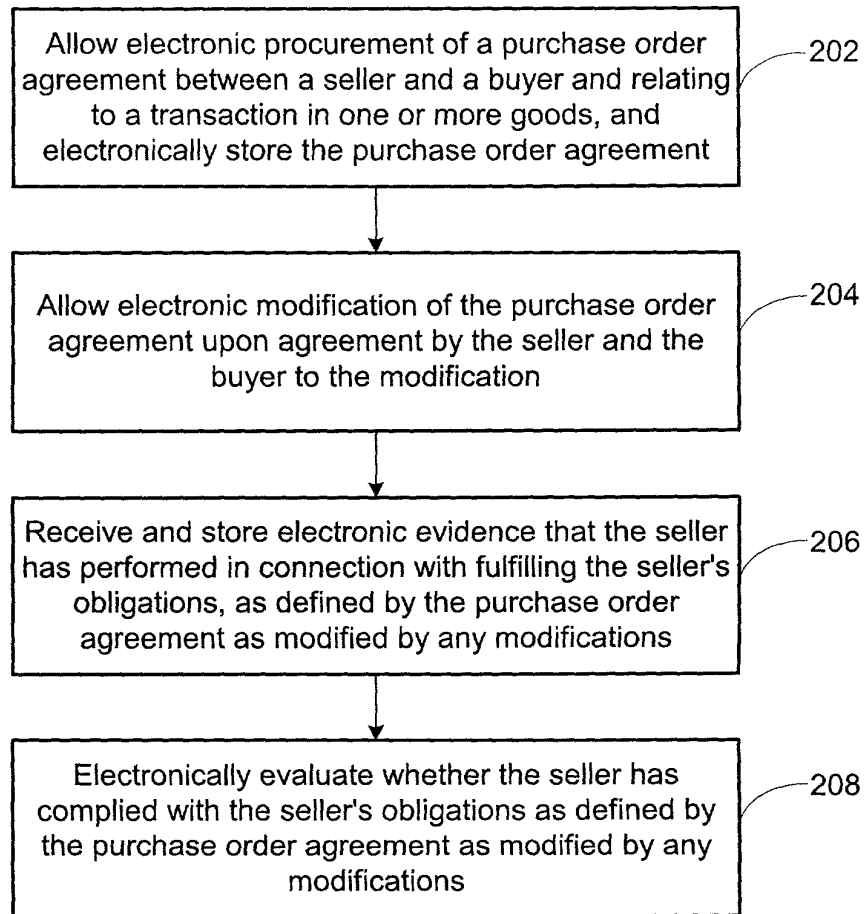 Allow electronic procurement of a purchase order
agreement between a seller and a buyer and relating
to a transaction in one or more goods, and
electronically store the purchase order agreement
202
Allow electronic modification of the purchase order
agreement upon agreement by the seller and the
buyer to the modification
204
Receive and store electronic evidence that the seller
has performed in connection with fulfilling the seller's
obligations, as defined by the purchase order
agreement as modified by any modifications
206
Electronically evaluate whether the seller has
complied with the seller's obligations as defined by
the purchase order agreement as modified by any
modifications
208